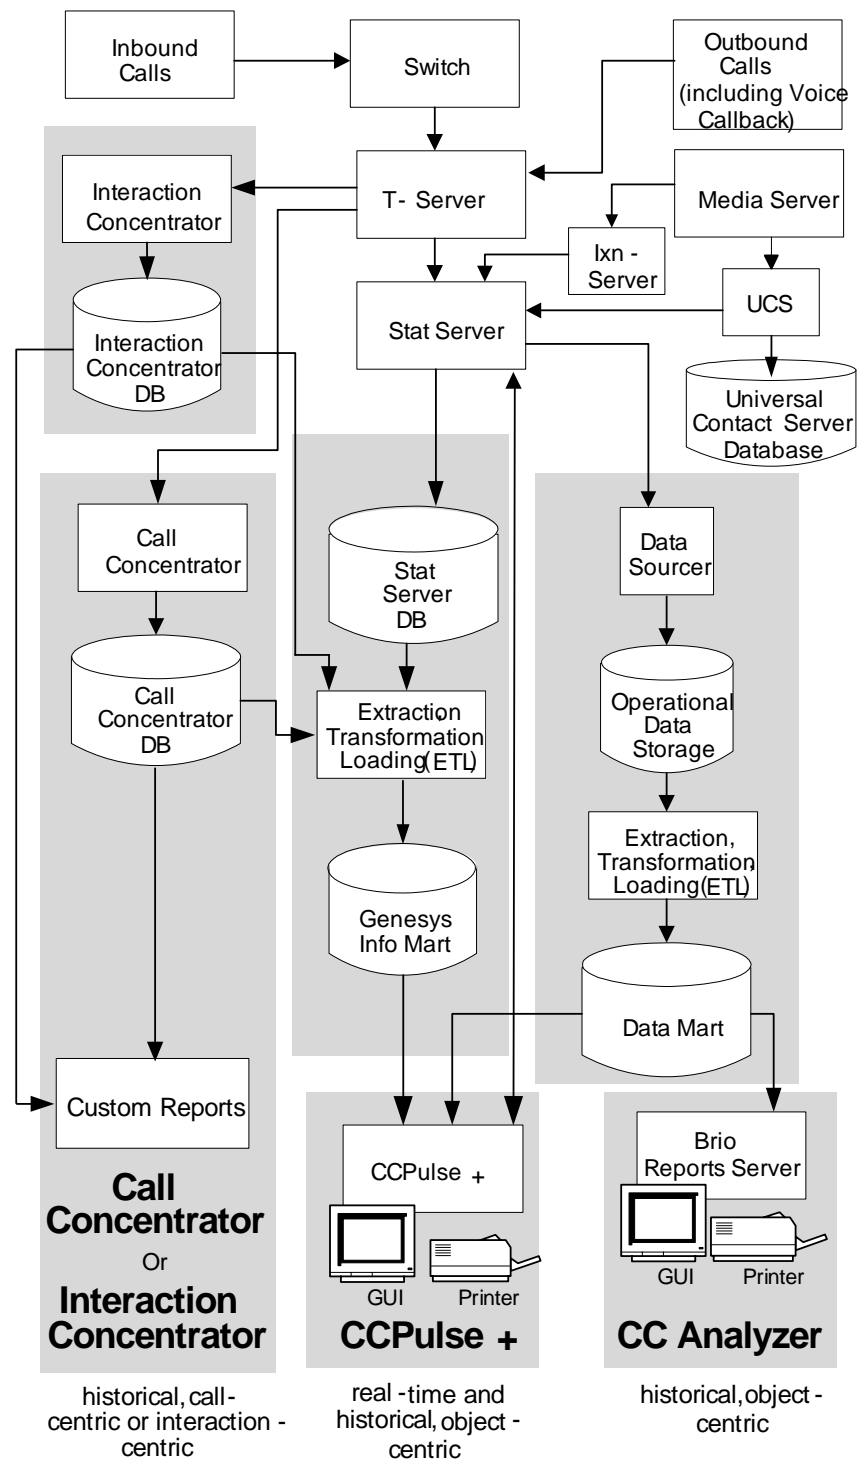 Inbound
Calls
Switch
Outbound
Calls
(including Voice
Callback)
Interaction
Concentrator
T- Server
Media Server
Ixn -
Server
UCS
Interaction
Concentrator
DB
Stat Server
Universal
Contact Server
Database
Call
Concentrator
Stat
Server
DB
Data
Sourcer
Call
Concentrator
DB
Extraction,
Transformation
Loading(ETL)
Operational
Data
Storage
Extraction,
Transformation,
Loading(ETL)
Genesys
Info Mart
Data Mart
Custom Reports
CCPulse +
Brio
Reports Server
GUI
Printer
GUI
Printer
Call
Concentrator
Or
Interaction
Concentrator
CCPulse +
CC Analyzer
historical, call-
centric or interaction -
centric
real -time and
historical, object -
centric
historical, object -
centric